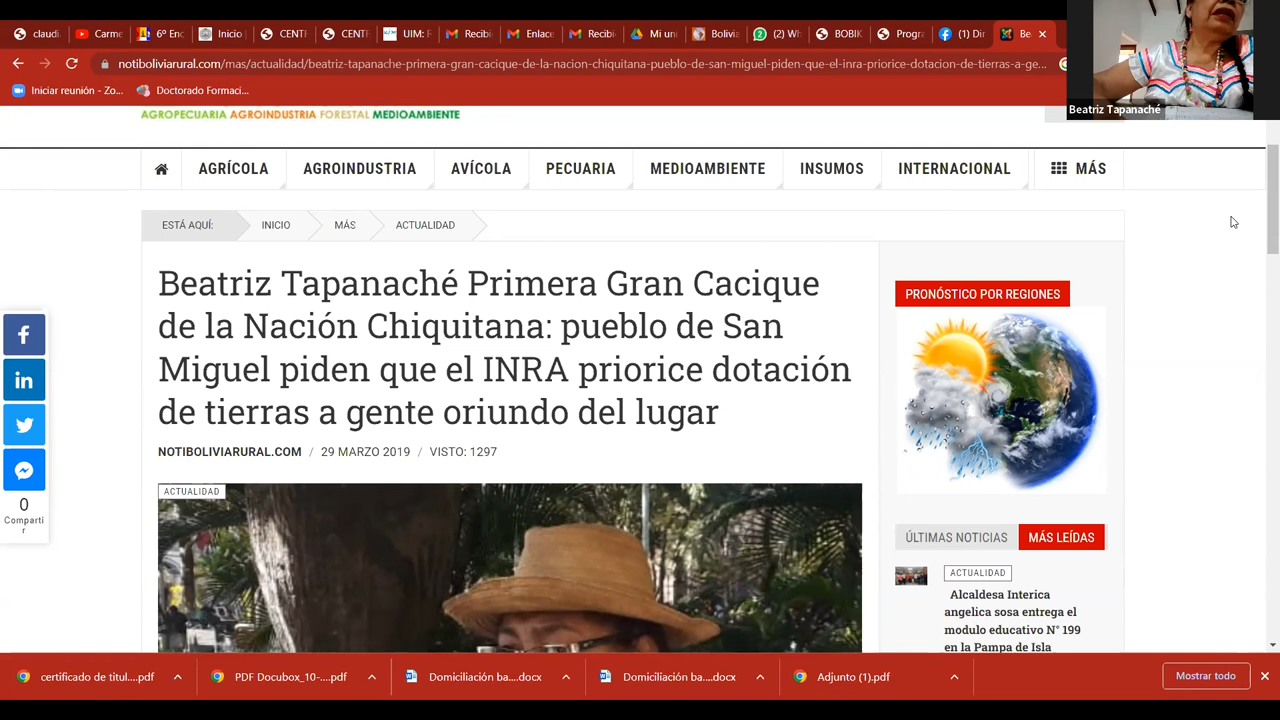 claudi
Carme
6º Enc
Inicio
CENTF
CENTF
UIM: R
Recibi
Enlace
Recibi
Mi uni
Bolivia
(2) Wh
BOBIK
Progra
(1) Dir
Be
notiboliviarural.com/mas/actualidad/beatriz-tapanache-primera-gran-cacique-de-la-nacion-chiquitana-pueblo-de-san-miguel-piden-que-el-inra-priorice-dotacion-de-tierras-a-ge...
Iniciar reunión - Zo...
Doctorado Formaci...
Beatriz Tapanaché
AGROPECUARIA AGROINDUSTRIA FORESTAL MEDIOAMBIENTE
AGRÍCOLA
AGROINDUSTRIA
AVÍCOLA
PECUARIA
MEDIOAMBIENTE
INSUMOS
INTERNACIONAL
MÁS
ESTÁ AQUÍ:
INICIO
MÁS
ACTUALIDAD
Beatriz Tapanaché Primera Gran Cacique
de la Nación Chiquitana: pueblo de San
Miguel piden que el INRA priorice dotación
de tierras a gente oriundo del lugar
NOTIBOLIVIARURAL.COM / 29 MARZO 2019 / VISTO: 1297
ACTUALIDAD
0
Comparti
r
PRONÓSTICO POR REGIONES
ÚLTIMAS NOTICIAS
MÁS LEÍDAS
ACTUALIDAD
Alcaldesa Interica
angelica sosa entrega el
modulo educativo N° 199
en la Pampa de Isla
certificado de titul....pdf
PDF Docubox_10-....pdf
Domiciliación ba....docx
Domiciliación ba....docx
Adjunto (1).pdf
Mostrar todo